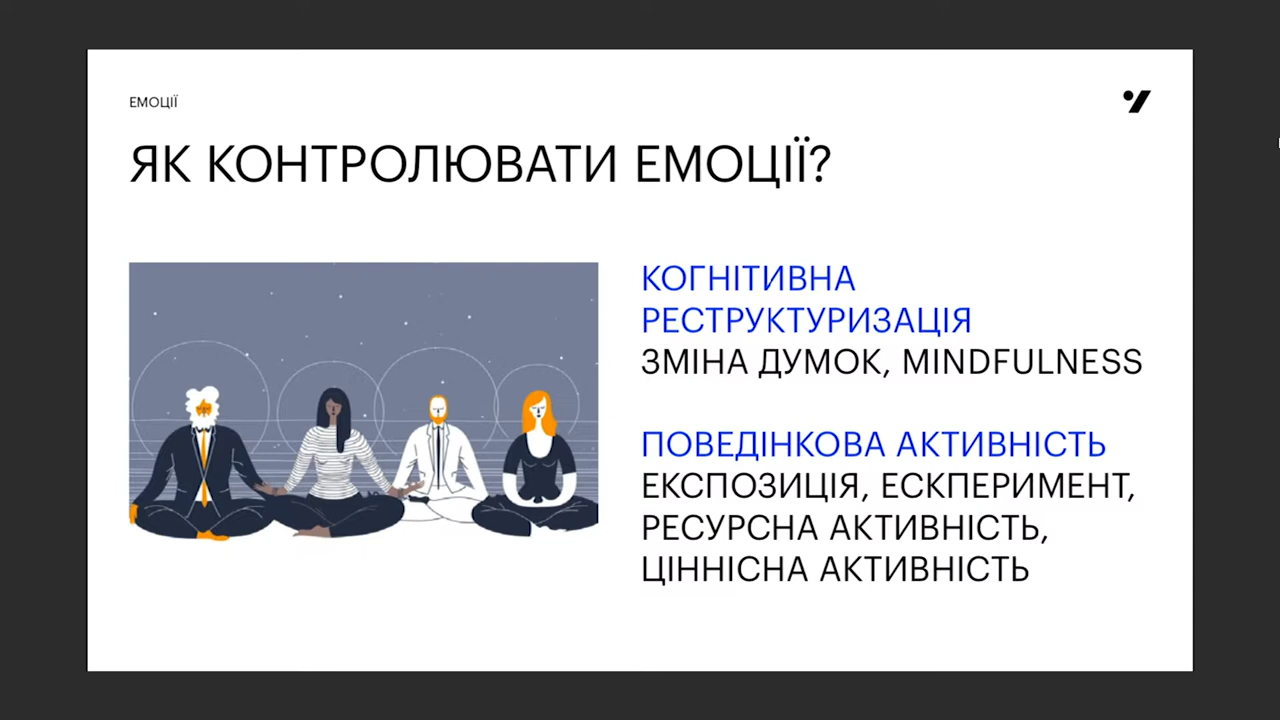 ЕМОЦІЇ
ЯК КОНТРОЛЮВАТИ ЕМОЦІЇ?
КОГНІТИВНА
РЕСТРУКТУРИЗАЦІЯ
ЗМІНА ДУМОК, MINDFULNESS
ПОВЕДІНКОВА АКТИВНІСТЬ
ЕКСПОЗИЦІЯ, ЕСКПЕРИМЕНТ,
РЕСУРСНА АКТИВНІСТЬ,
ЦІННІСНА АКТИВНІСТЬ